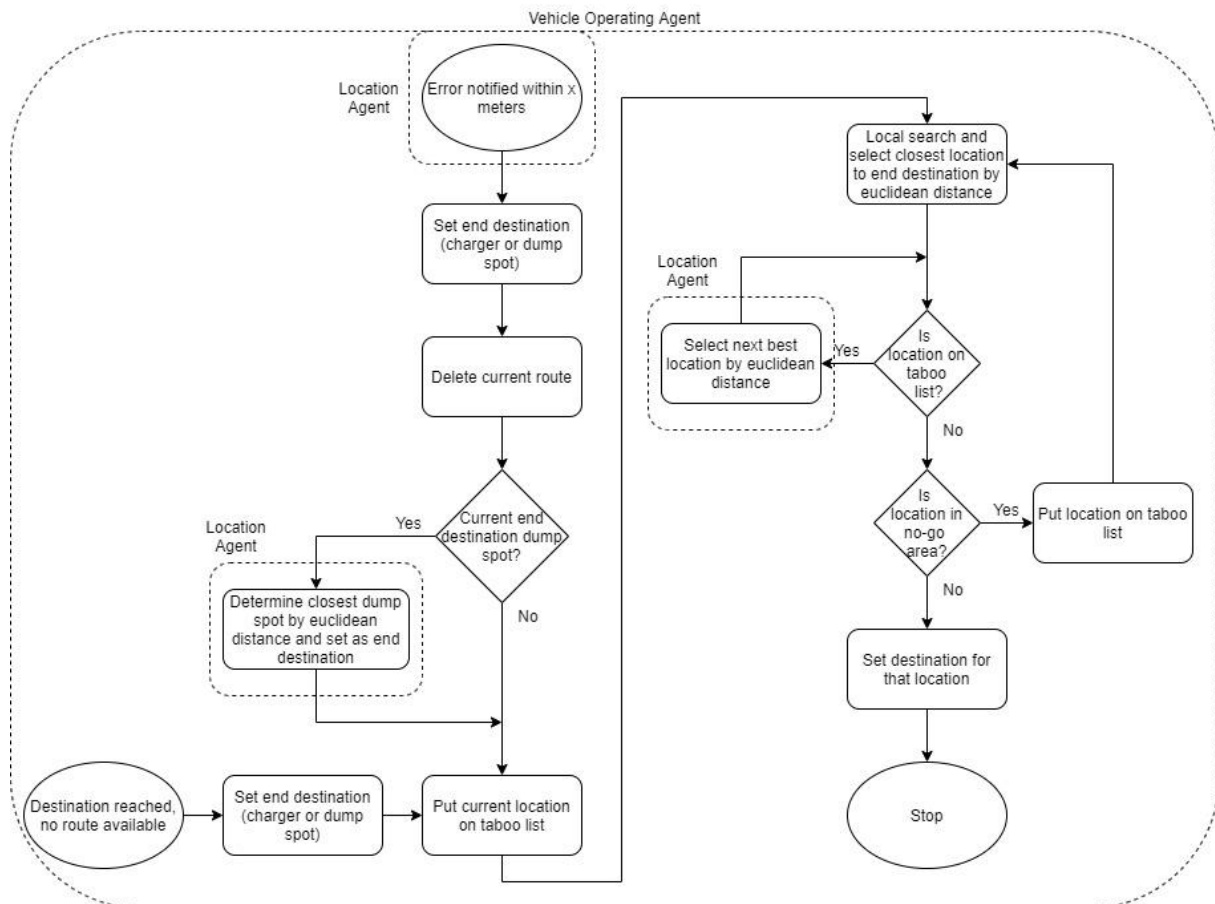 Vehicle Operating Agent
Location
Agent
Error notified within x
meters
Set end destination
(charger or dump
spot)
Delete current route
Current end
destination dump
spot?
Yes
No
Location
Agent
Determine closest dump
spot by euclidean
distance and set as end
destination
Destination reached,
no route available
Set end destination
(charger or dump
spot)
Put current location
on taboo list
Local search and
select closest location
to end destination by
euclidean distance
Location
Agent
Select next best
location by euclidean
distance
Yes
Is
location on
taboo
list?
No
Is
location in
no-go
area?
Yes
Put location on taboo
list
No
Set destination for
that location
Stop